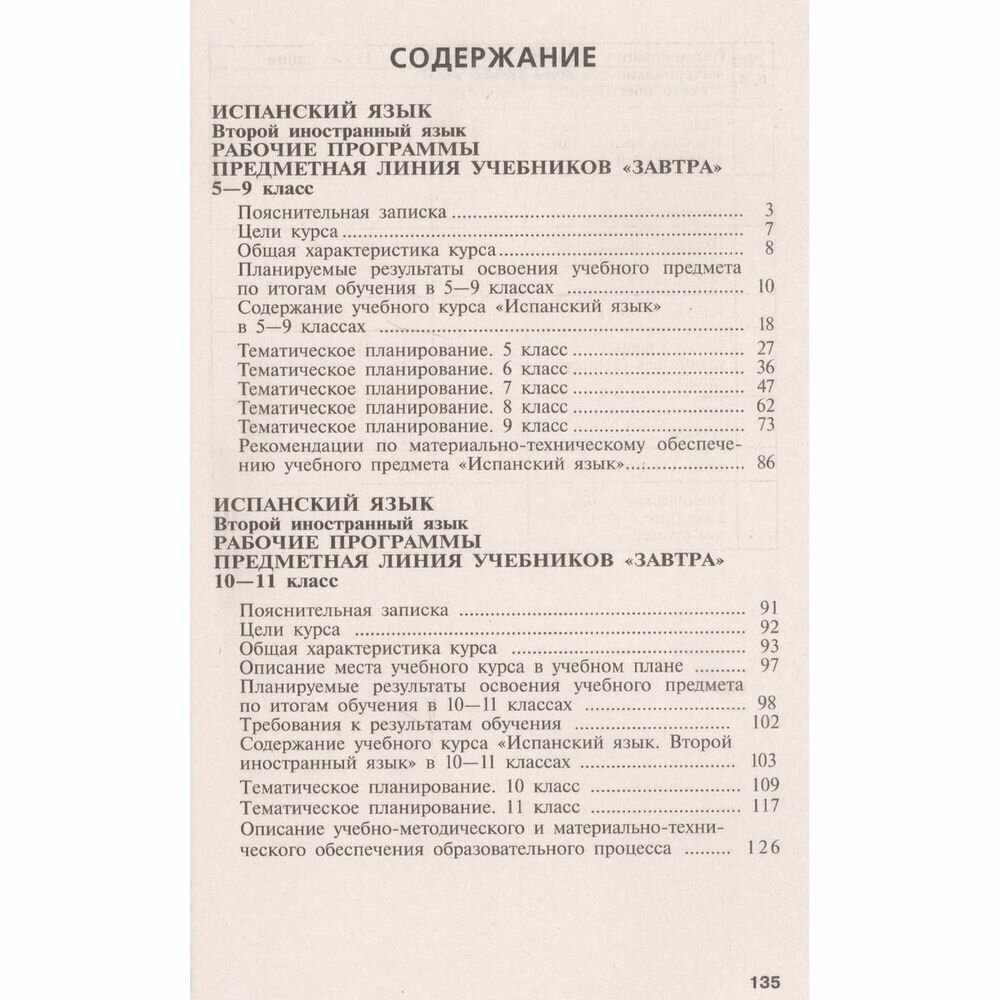 СОДЕРЖАНИЕ
ИСПАНСКИЙ ЯЗЫК
Второй иностранный язык
РАБОЧИЕ ПРОГРАММЫ
ПРЕДМЕТНАЯ ЛИНИЯ УЧЕБНИКОВ «ЗАВТРА»
5—9 класс
Пояснительная записка ........ 3
Цели курса ........ 7
Общая характеристика курса ........ 8
Планируемые результаты освоения учебного предмета
по итогам обучения в 5—9 классах ........ 10
Содержание учебного курса «Испанский язык»
в 5—9 классах ........ 18
Тематическое планирование. 5 класс ........ 27
Тематическое планирование. 6 класс ........ 36
Тематическое планирование. 7 класс ........ 47
Тематическое планирование. 8 класс ........ 62
Тематическое планирование. 9 класс ........ 73
Рекомендации по материально-техническому обеспече-
нию учебного предмета «Испанский язык» ........ 86
ИСПАНСКИЙ ЯЗЫК
Второй иностранный язык
РАБОЧИЕ ПРОГРАММЫ
ПРЕДМЕТНАЯ ЛИНИЯ УЧЕБНИКОВ «ЗАВТРА»
10—11 класс
Пояснительная записка ........ 91
Цели курса ........ 92
Общая характеристика курса ........ 93
Описание места учебного курса в учебном плане ........ 97
Планируемые результаты освоения учебного предмета
по итогам обучения в 10—11 классах ........ 98
Требования к результатам обучения ........ 102
Содержание учебного курса «Испанский язык. Второй
иностранный язык» в 10—11 классах ........ 103
Тематическое планирование. 10 класс ........ 109
Тематическое планирование. 11 класс ........ 117
Описание учебно-методического и материально-техни-
ческого обеспечения образовательного процесса ........ 126
135